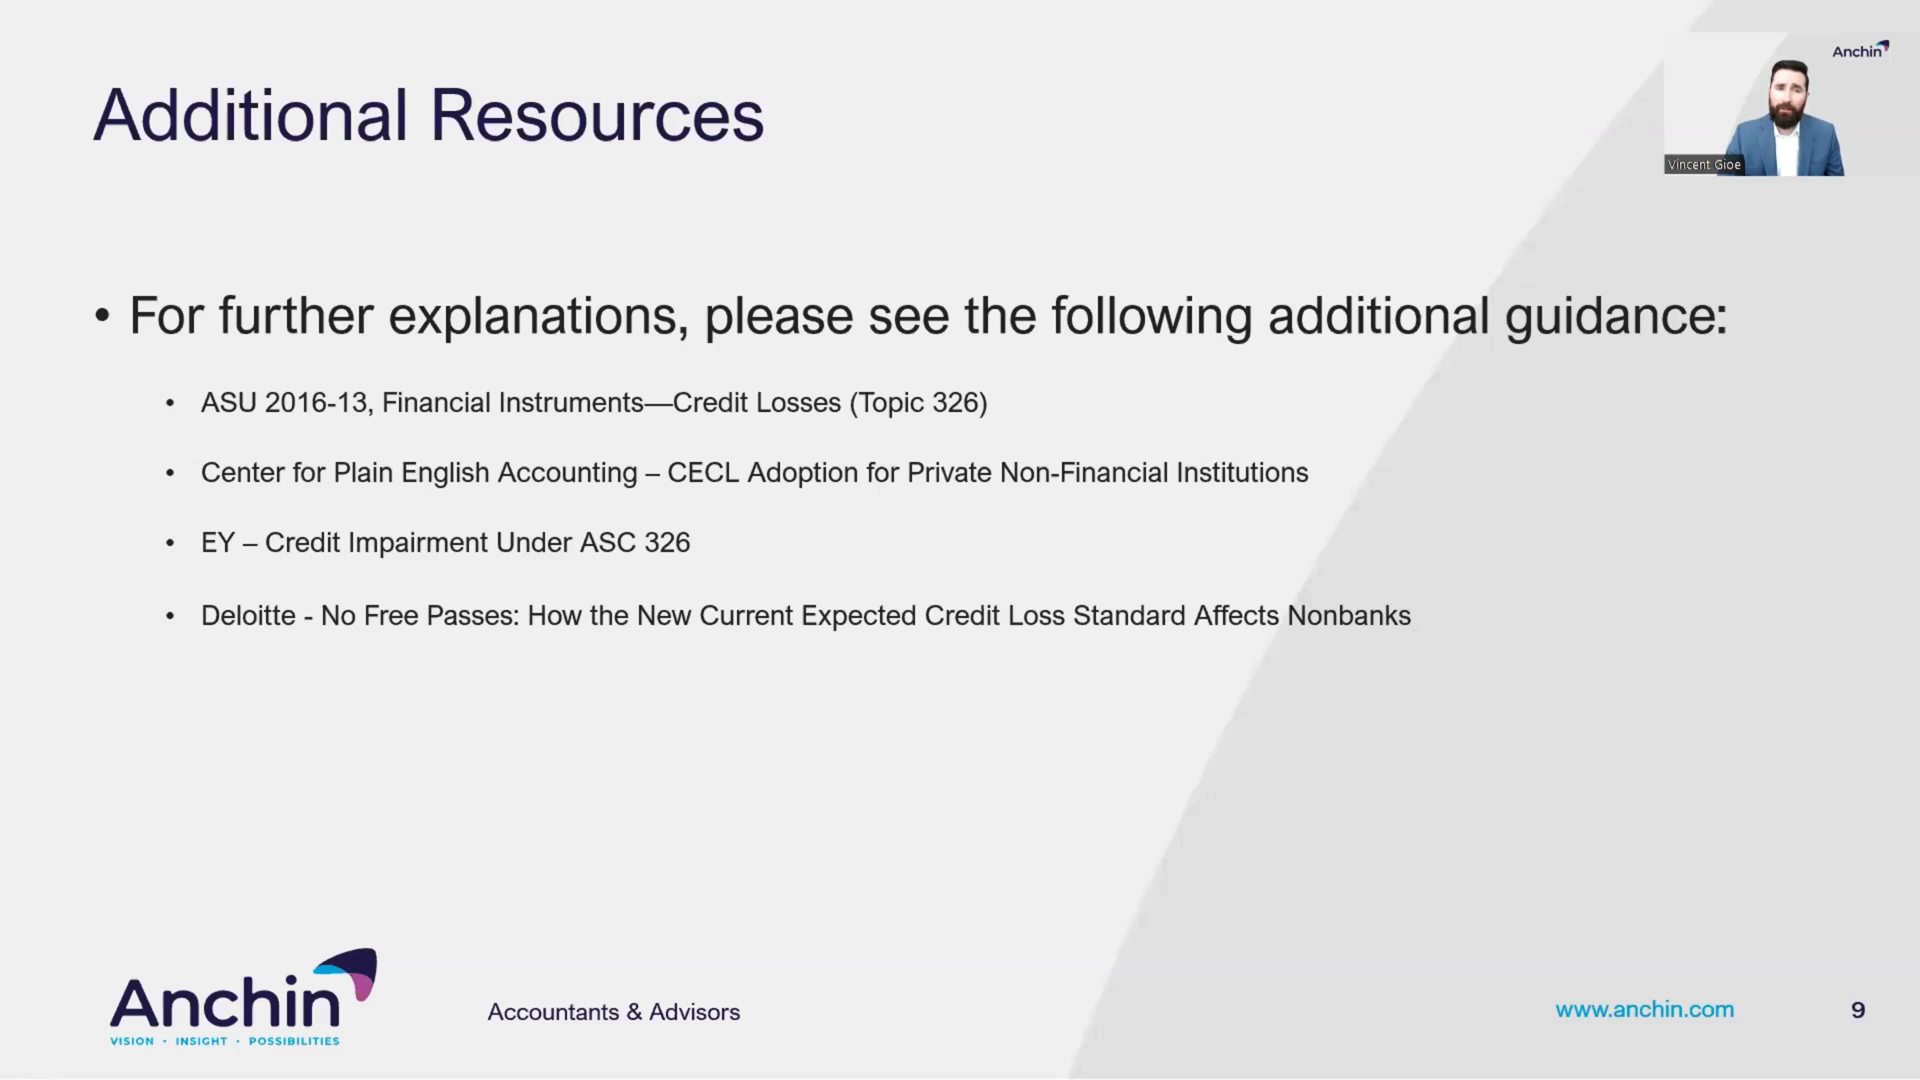 Additional Resources
Anchin
Vincent Gioe
• For further explanations, please see the following additional guidance:
• ASU 2016-13, Financial Instruments—Credit Losses (Topic 326)
• Center for Plain English Accounting – CECL Adoption for Private Non-Financial Institutions
• EY – Credit Impairment Under ASC 326
• Deloitte - No Free Passes: How the New Current Expected Credit Loss Standard Affects Nonbanks
Anchin
VISION · INSIGHT · POSSIBILITIES
Accountants & Advisors
www.anchin.com
9